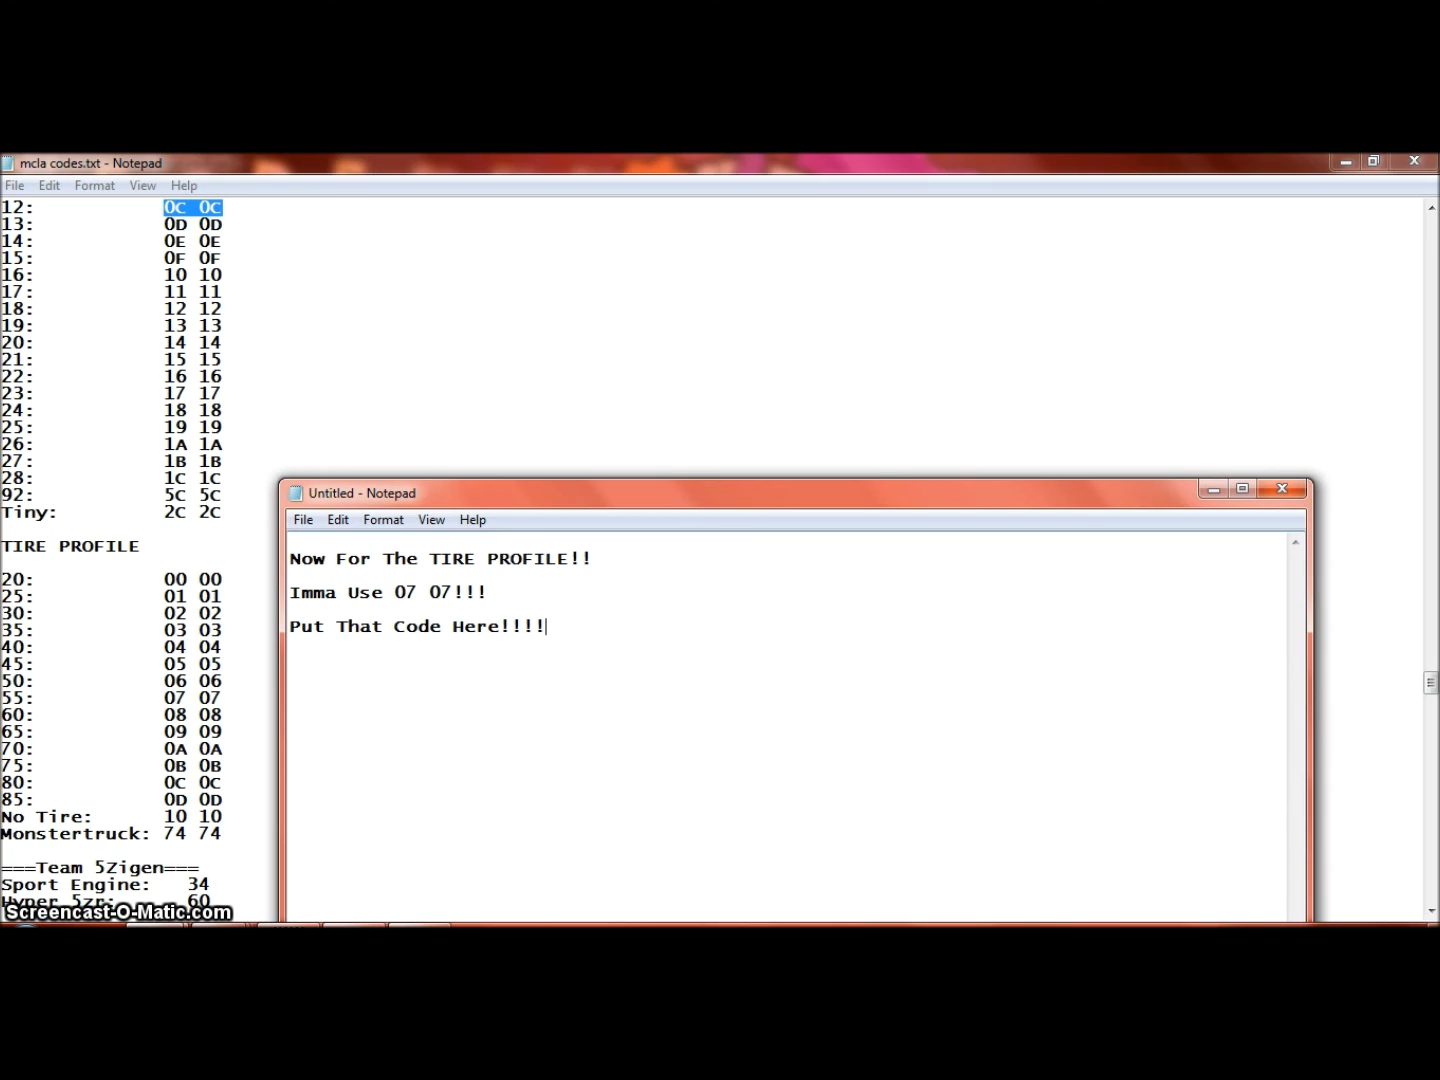 mcla codes.txt - Notepad
File Edit Format View Help
12: 0C 0C
13: 0D 0D
14: 0E 0E
15: 0F 0F
16: 10 10
17: 11 11
18: 12 12
19: 13 13
20: 14 14
21: 15 15
22: 16 16
23: 17 17
24: 18 18
25: 19 19
26: 1A 1A
27: 1B 1B
28: 1C 1C
92: 5C 5C
Tiny: 2C 2C
TIRE PROFILE
20: 00 00
25: 01 01
30: 02 02
35: 03 03
40: 04 04
45: 05 05
50: 06 06
55: 07 07
60: 08 08
65: 09 09
70: 0A 0A
75: 0B 0B
80: 0C 0C
85: 0D 0D
No Tire: 10 10
Monstertruck: 74 74
===Team 5Zigen===
Sport Engine: 34
Hyper 5zr: 60
Screencast-O-Matic.com
Untitled - Notepad
File Edit Format View Help
Now For The TIRE PROFILE!!
Imma Use 07 07!!!
Put That Code Here!!!!